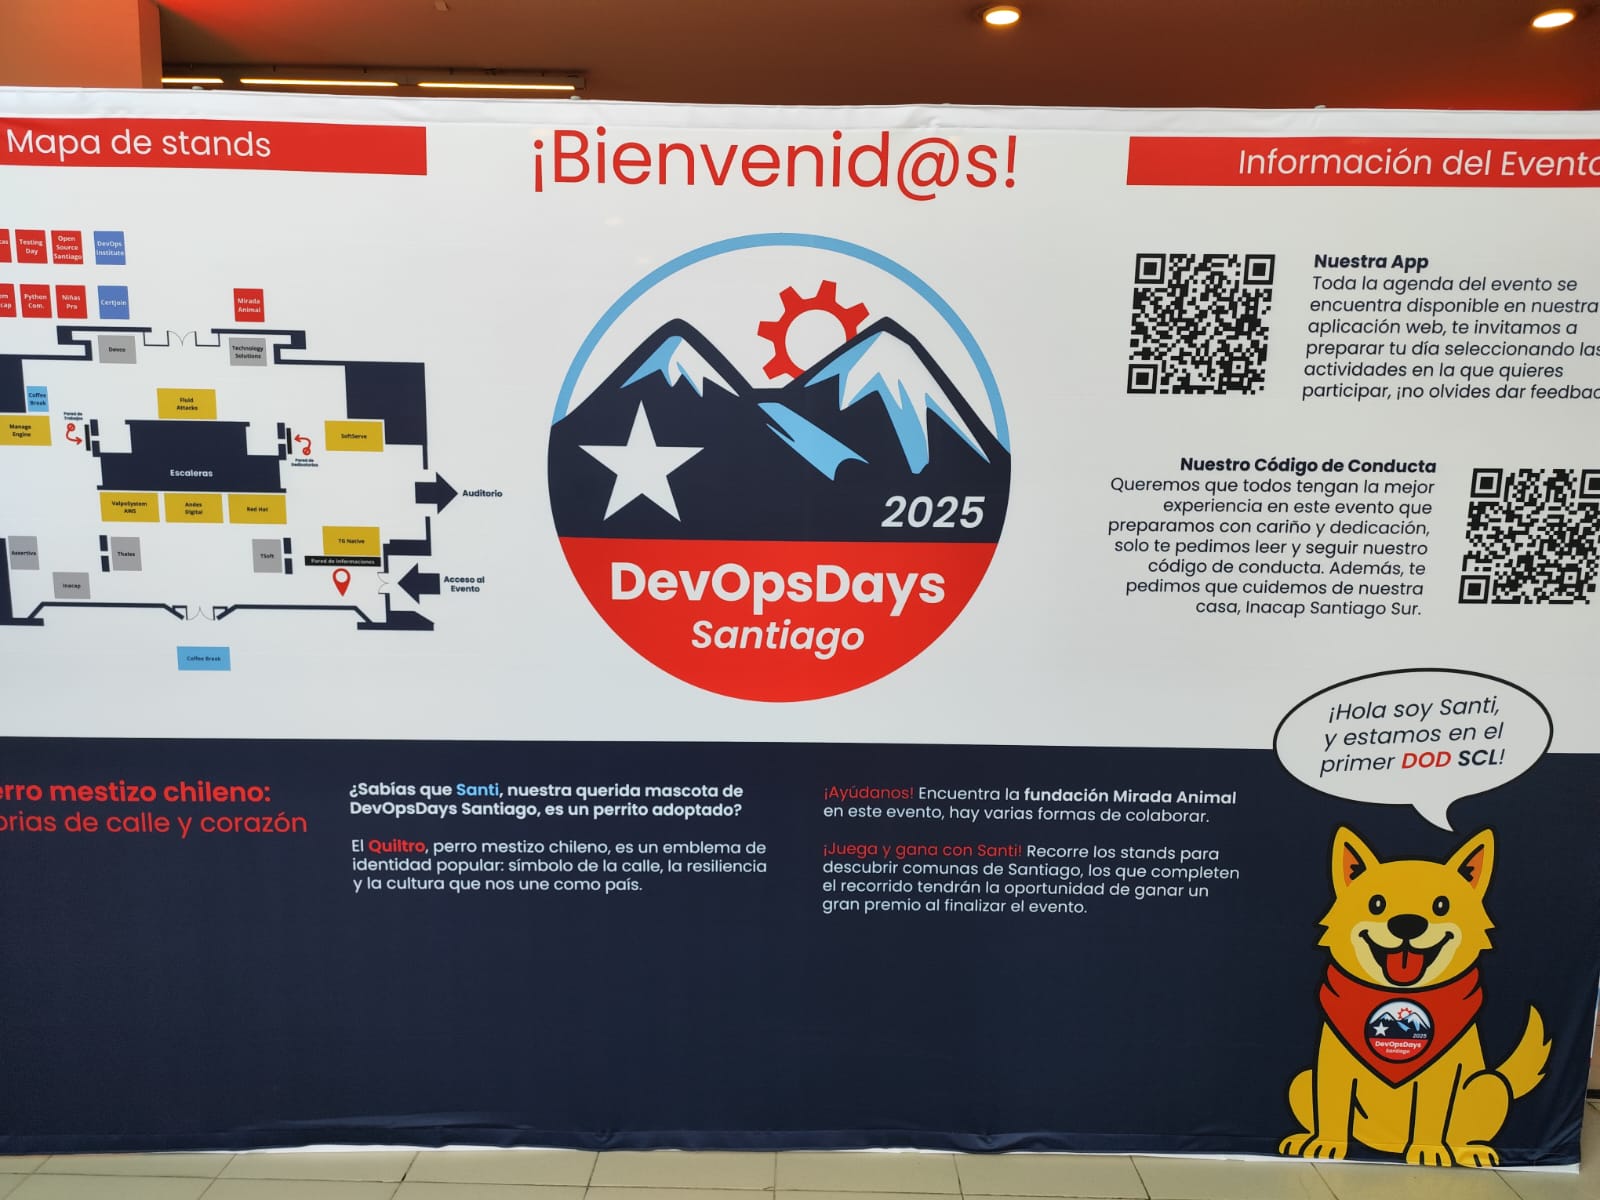 Mapa de stands
¡Bienvenid@s!
Información del Evento
Testing
Day
Open
Source
Santiago
DevOps
Institute
Python
Com.
Niñas
Pro
Certjoin
Mirada
Animal
Dawco
Technology
Solutions
Coffee
Break
Fluid
Attacks
Manage
Engine
SoftServe
Escaleras
ValpoSystem
AWS
Andes
Digital
Red Hat
Auditorio
TG Native
Pared de Informaciones
Assertiva
Thales
TSoft
Inacap
Acceso al
Evento
Coffee Break
2025
DevOpsDays
Santiago
Nuestra App
Toda la agenda del evento se
encuentra disponible en nuestra
aplicación web, te invitamos a
preparar tu día seleccionando las
actividades en la que quieres
participar, ¡no olvides dar feedbac
Nuestro Código de Conducta
Queremos que todos tengan la mejor
experiencia en este evento que
preparamos con cariño y dedicación,
solo te pedimos leer y seguir nuestro
código de conducta. Además, te
pedimos que cuidemos de nuestra
casa, Inacap Santiago Sur.
¡Hola soy Santi,
y estamos en el
primer DOD SCL!
erro mestizo chileno:
orias de calle y corazón
¿Sabías que Santi, nuestra querida mascota de
DevOpsDays Santiago, es un perrito adoptado?
El Quiltro, perro mestizo chileno, es un emblema de
identidad popular: símbolo de la calle, la resiliencia
y la cultura que nos une como país.
¡Ayúdanos! Encuentra la fundación Mirada Animal
en este evento, hay varias formas de colaborar.
¡Juega y gana con Santi! Recorre los stands para
descubrir comunas de Santiago, los que completen
el recorrido tendrán la oportunidad de ganar un
gran premio al finalizar el evento.
2025
DevOpsDays
Santiago